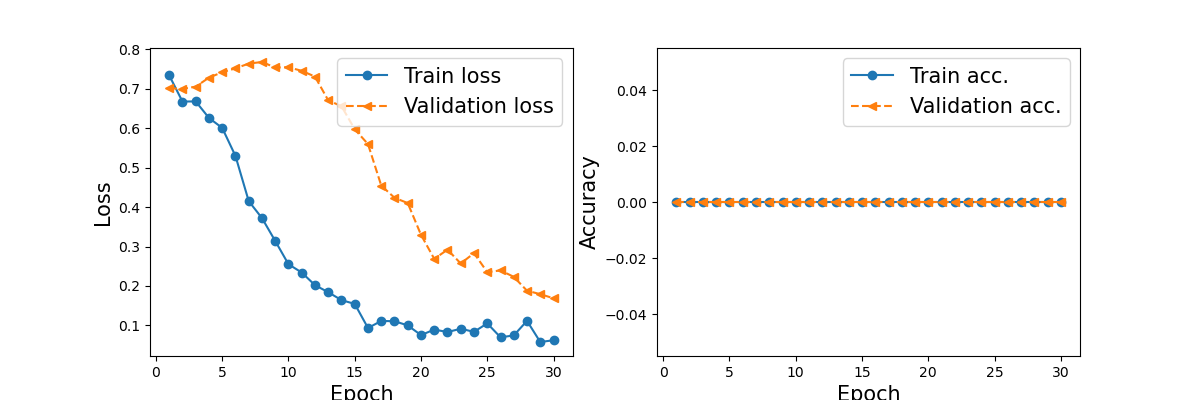 0.8
0.7
0.6
0.5
0.4
0.3
0.2
0.1
Loss
Train loss
Validation loss
0 5 10 15 20 25 30
Epoch
0.04
0.02
0.00
−0.02
−0.04
Accuracy
Train acc.
Validation acc.
0 5 10 15 20 25 30
Epoch